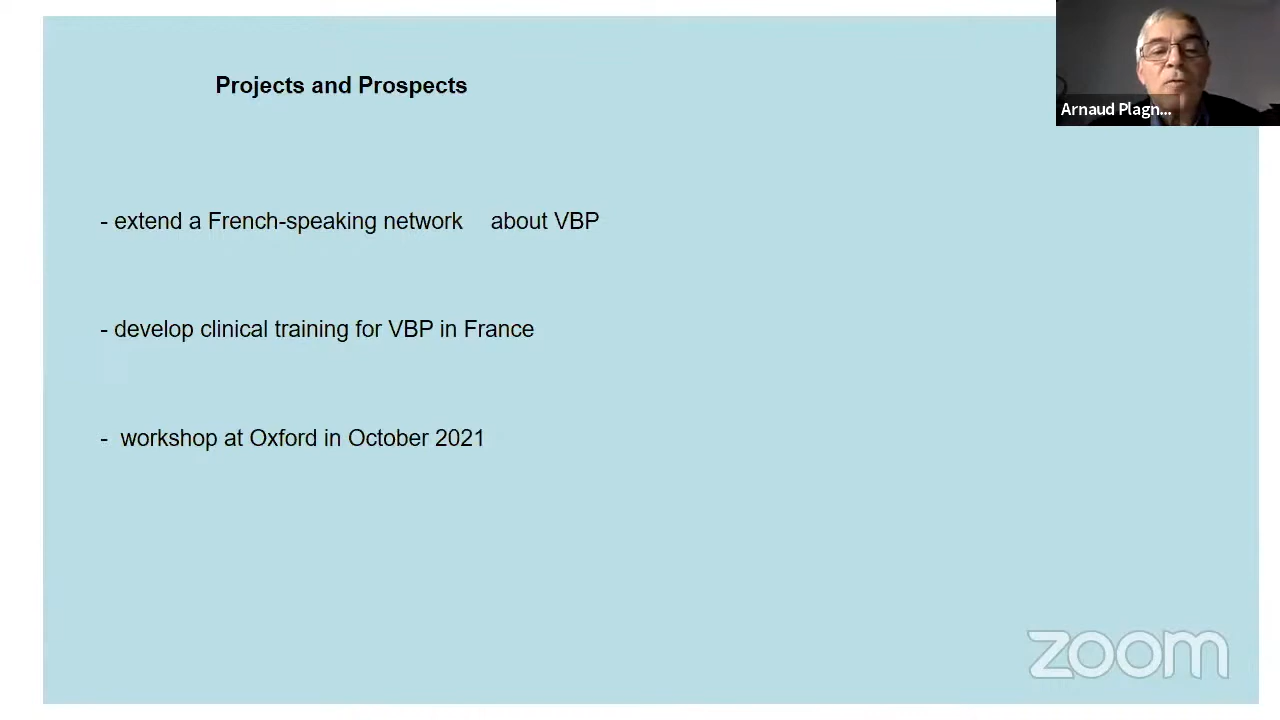 Projects and Prospects
Arnaud Plagn...
- extend a French-speaking network about VBP
- develop clinical training for VBP in France
- workshop at Oxford in October 2021
zoom